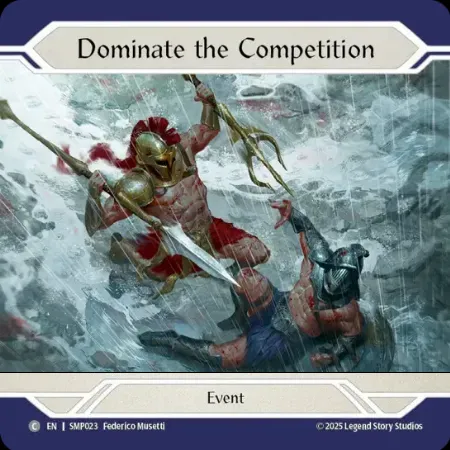 Dominate the Competition
Event
C EN | SMP023 Federico Musetti © 2025 Legend Story Studios